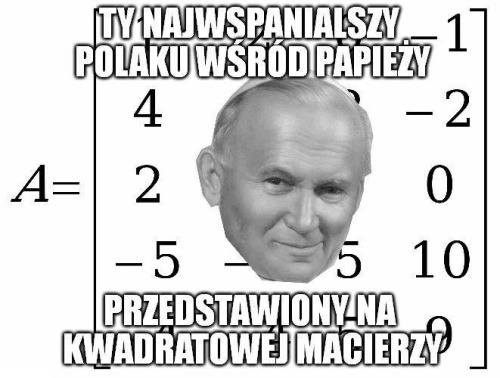 TY NAJWSPANIALSZY
-1
POLAKU WŚRÓD PAPIEŻY
4 -2
A= 2 0
-5 - 5 10
PRZEDSTAWIONY NA
KWADRATOWEJ MACIERZY